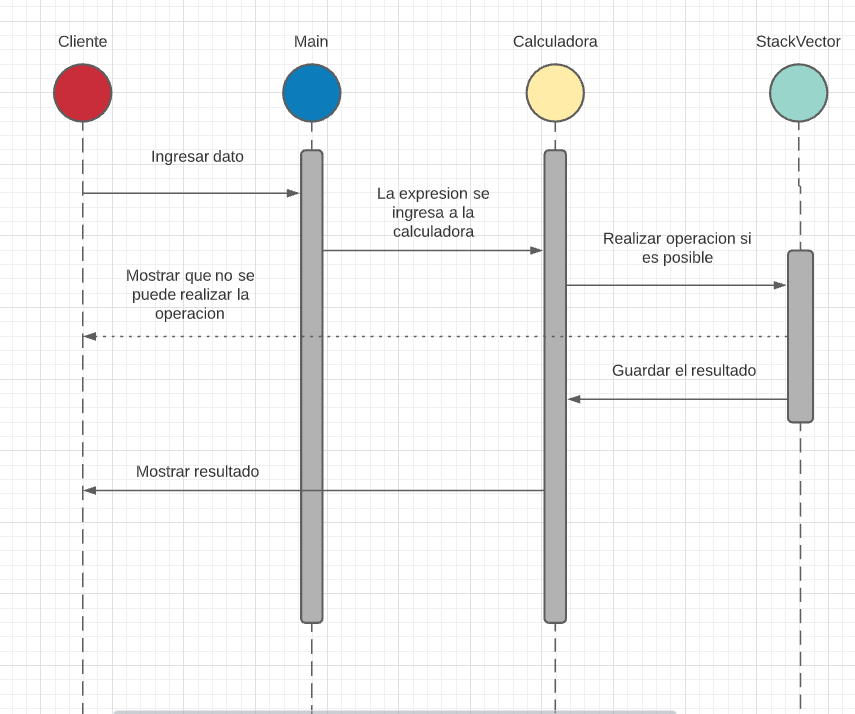 Cliente
Main
Calculadora
StackVector
Ingresar dato
La expresion se
ingresa a la
calculadora
Realizar operacion si
es posible
Mostrar que no se
puede realizar la
operacion
Guardar el resultado
Mostrar resultado